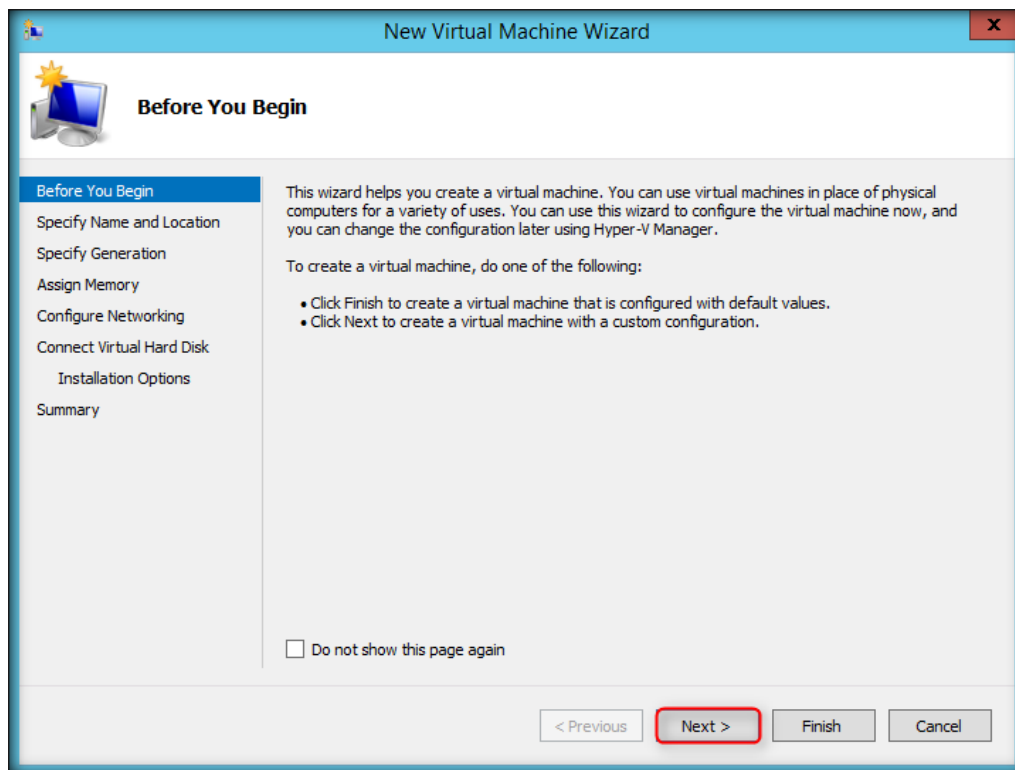 New Virtual Machine Wizard
x
Before You Begin
Before You Begin
Specify Name and Location
Specify Generation
Assign Memory
Configure Networking
Connect Virtual Hard Disk
Installation Options
Summary
This wizard helps you create a virtual machine. You can use virtual machines in place of physical
computers for a variety of uses. You can use this wizard to configure the virtual machine now, and
you can change the configuration later using Hyper-V Manager.
To create a virtual machine, do one of the following:
• Click Finish to create a virtual machine that is configured with default values.
• Click Next to create a virtual machine with a custom configuration.
Do not show this page again
< Previous
Next >
Finish
Cancel